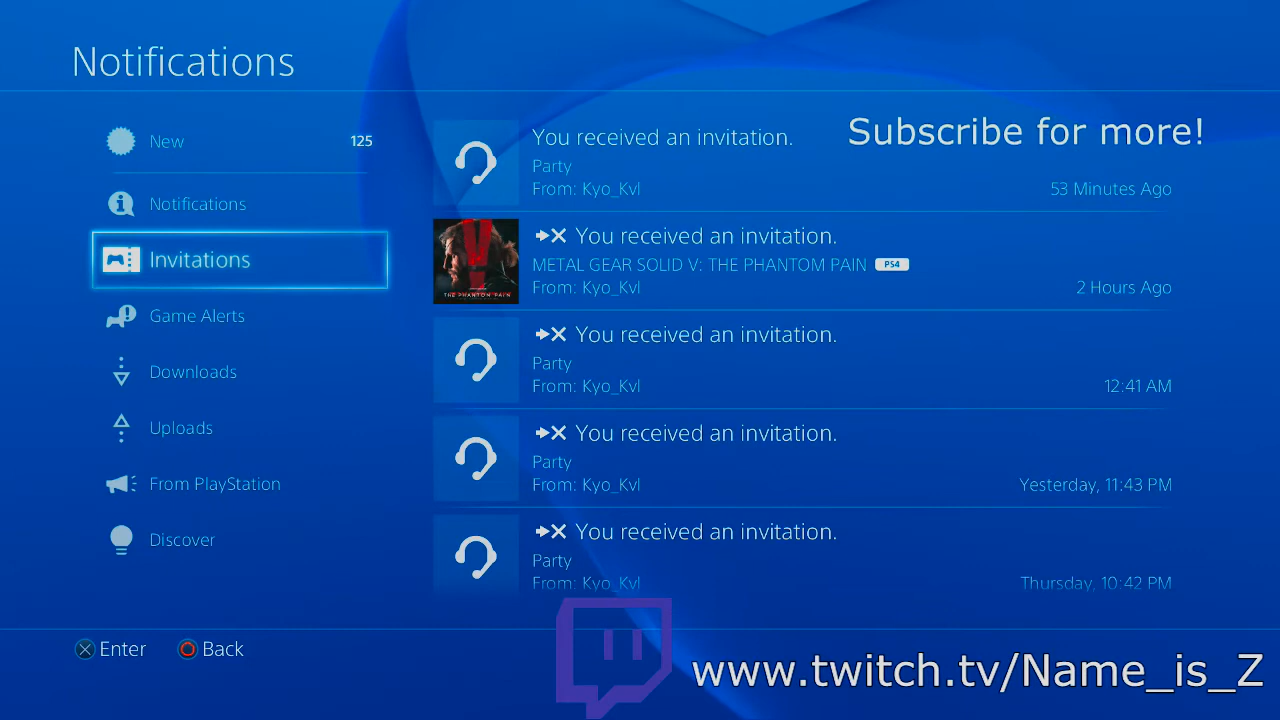 Notifications
New 125
Notifications
Invitations
Game Alerts
Downloads
Uploads
From PlayStation
Discover
Subscribe for more!
You received an invitation.
Party
From: Kyo_Kvl 53 Minutes Ago
You received an invitation.
METAL GEAR SOLID V: THE PHANTOM PAIN PS4
From: Kyo_Kvl 2 Hours Ago
THE PHANTOM PAIN
You received an invitation.
Party
From: Kyo_Kvl 12:41 AM
You received an invitation.
Party
From: Kyo_Kvl Yesterday, 11:43 PM
You received an invitation.
Party
From: Kyo_Kvl Thursday, 10:42 PM
Enter Back
www.twitch.tv/Name_is_Z